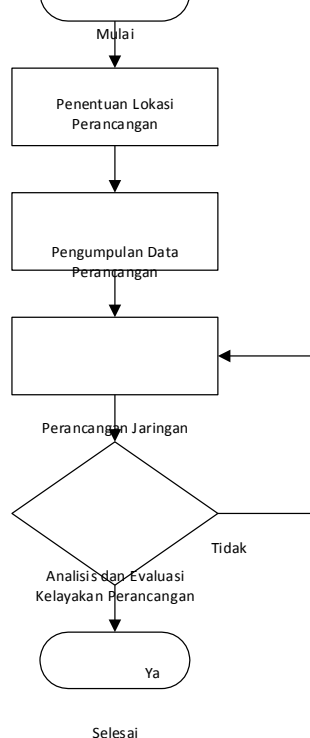 Mulai
Penentuan Lokasi
Perancangan
Pengumpulan Data
Perancangan
Perancangan Jaringan
Tidak
Analisis dan Evaluasi
Kelayakan Perancangan
Ya
Selesai